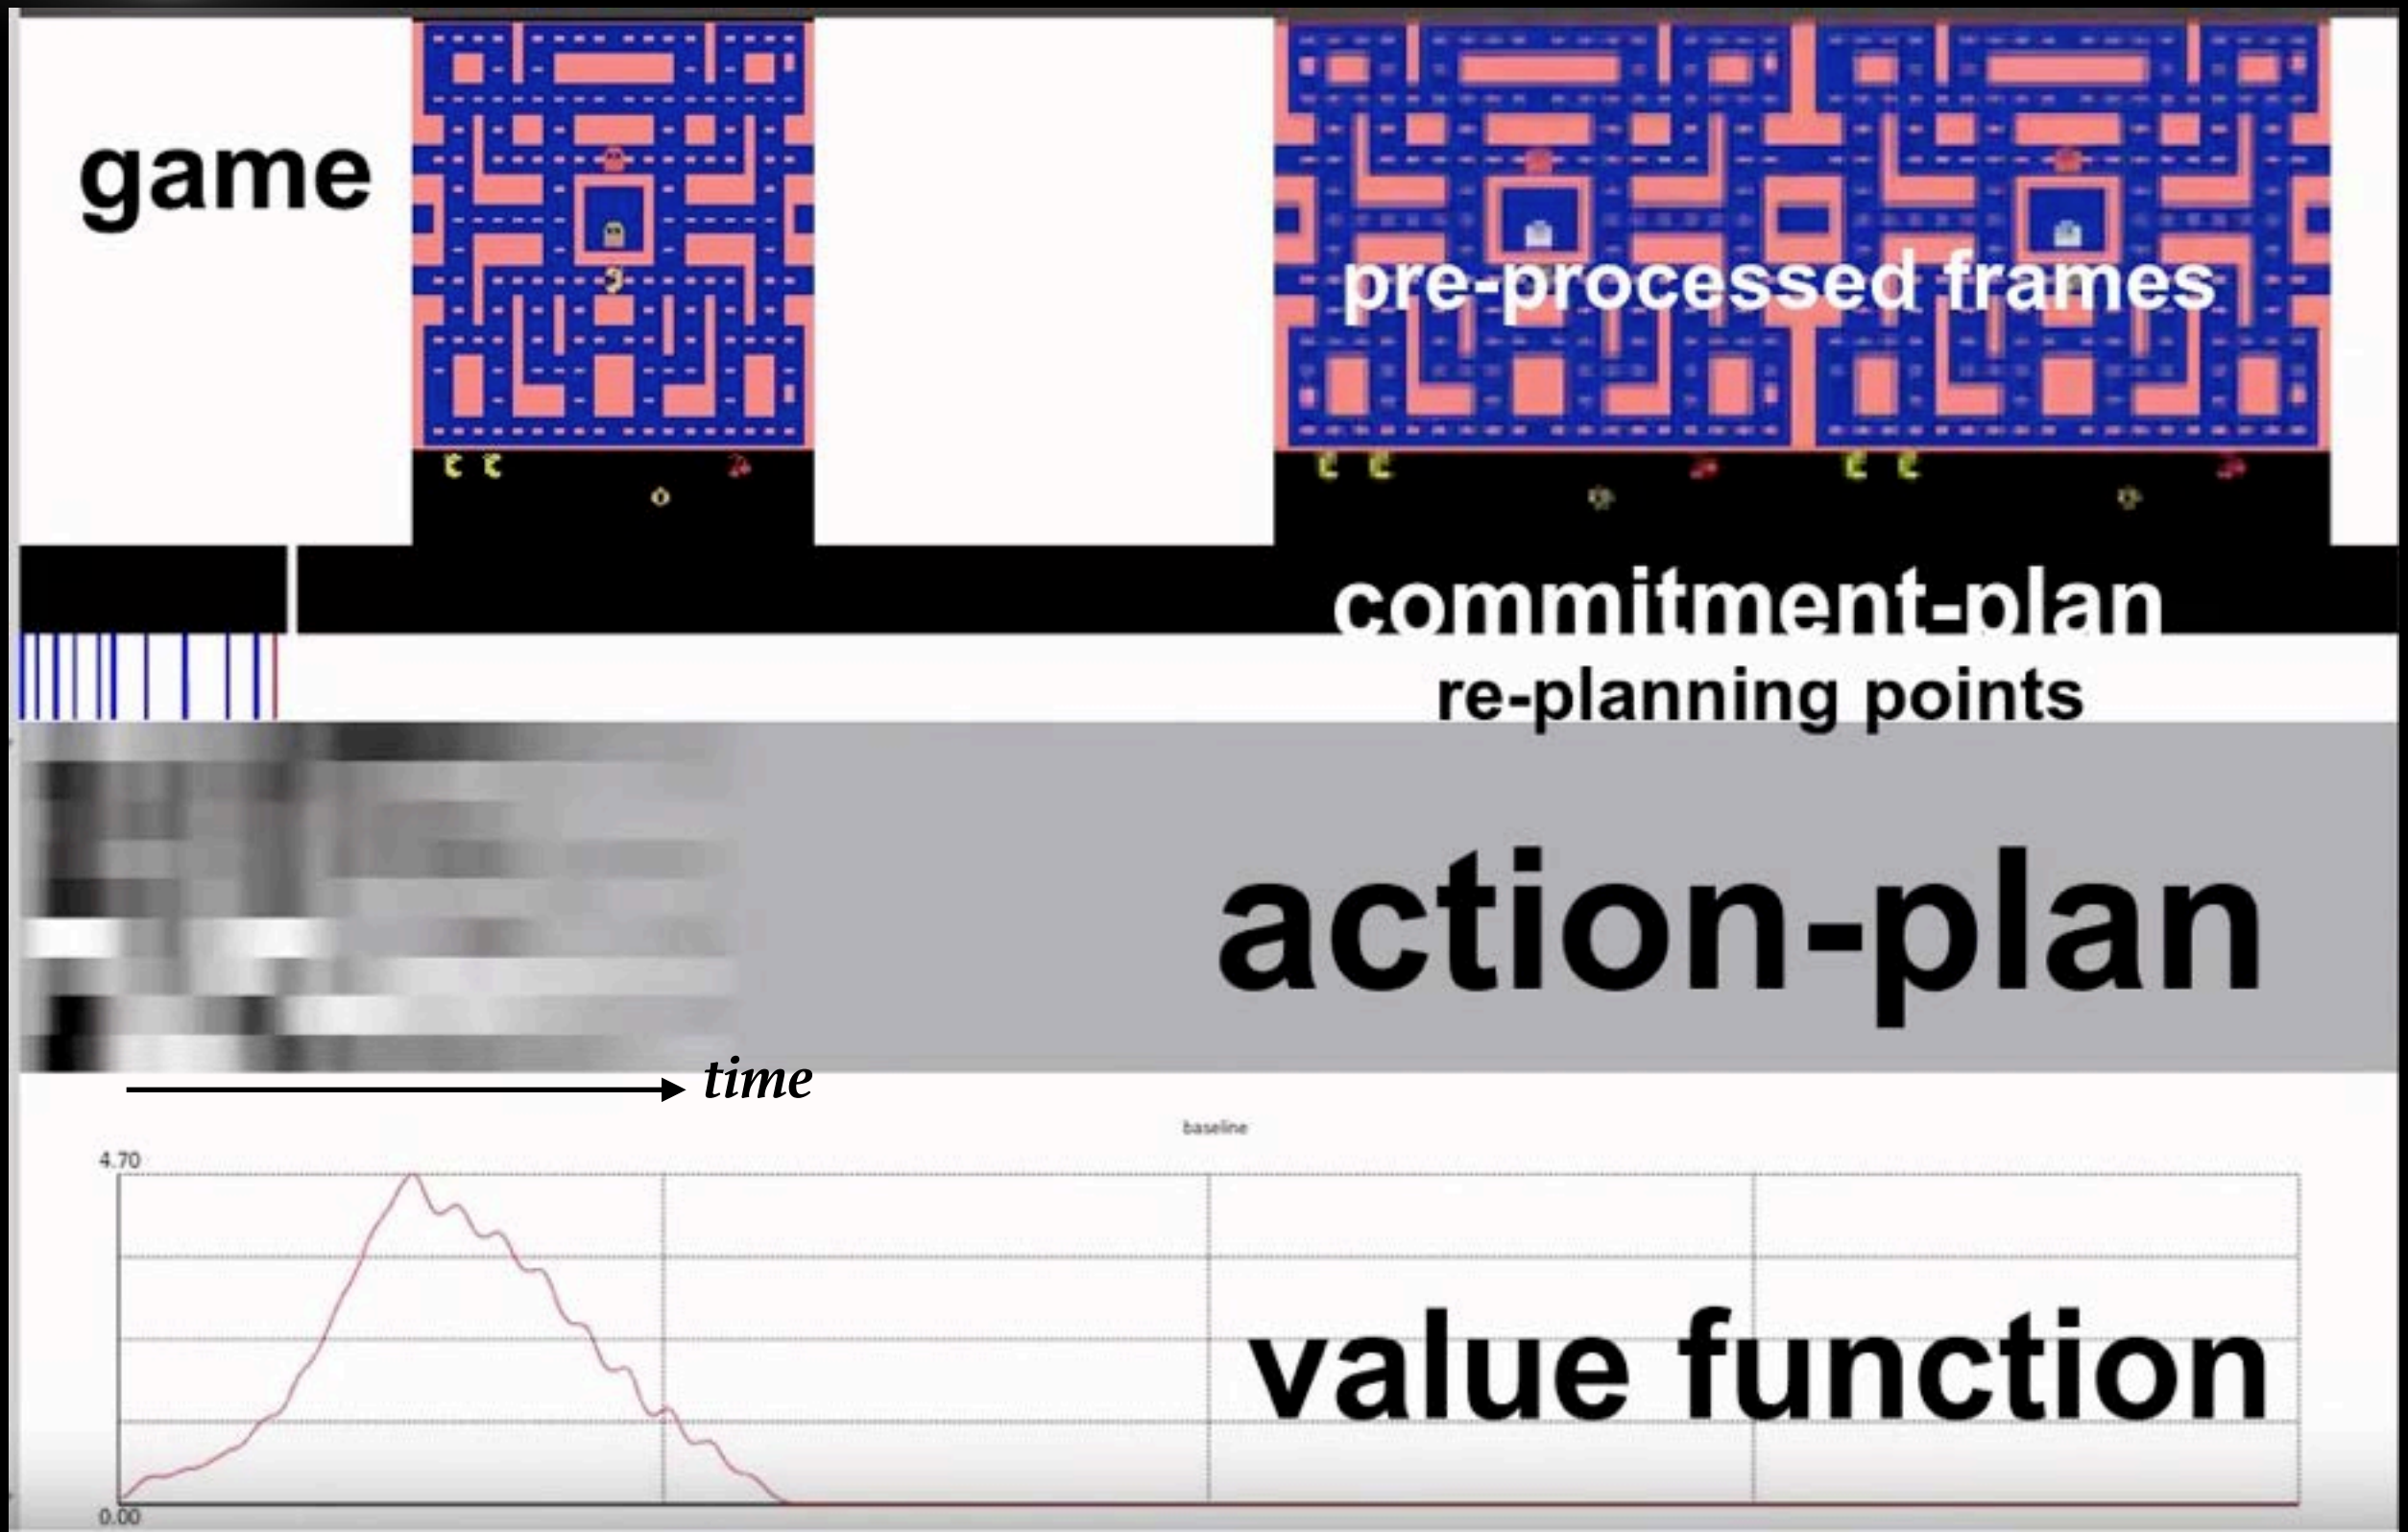 game
pre-processed frames
commitment-plan
re-planning points
action-plan
time
baseline
4.70
value function
0.00